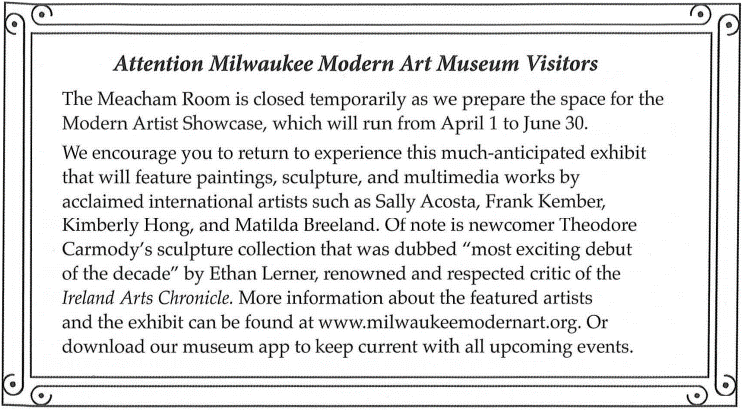 Attention Milwaukee Modern Art Museum Visitors
The Meacham Room is closed temporarily as we prepare the space for the
Modern Artist Showcase, which will run from April 1 to June 30.
We encourage you to return to experience this much-anticipated exhibit
that will feature paintings, sculpture, and multimedia works by
acclaimed international artists such as Sally Acosta, Frank Kember,
Kimberly Hong, and Matilda Breeland. Of note is newcomer Theodore
Carmody's sculpture collection that was dubbed "most exciting debut
of the decade" by Ethan Lerner, renowned and respected critic of the
Ireland Arts Chronicle. More information about the featured artists
and the exhibit can be found at www.milwaukeemodernart.org. Or
download our museum app to keep current with all upcoming events.